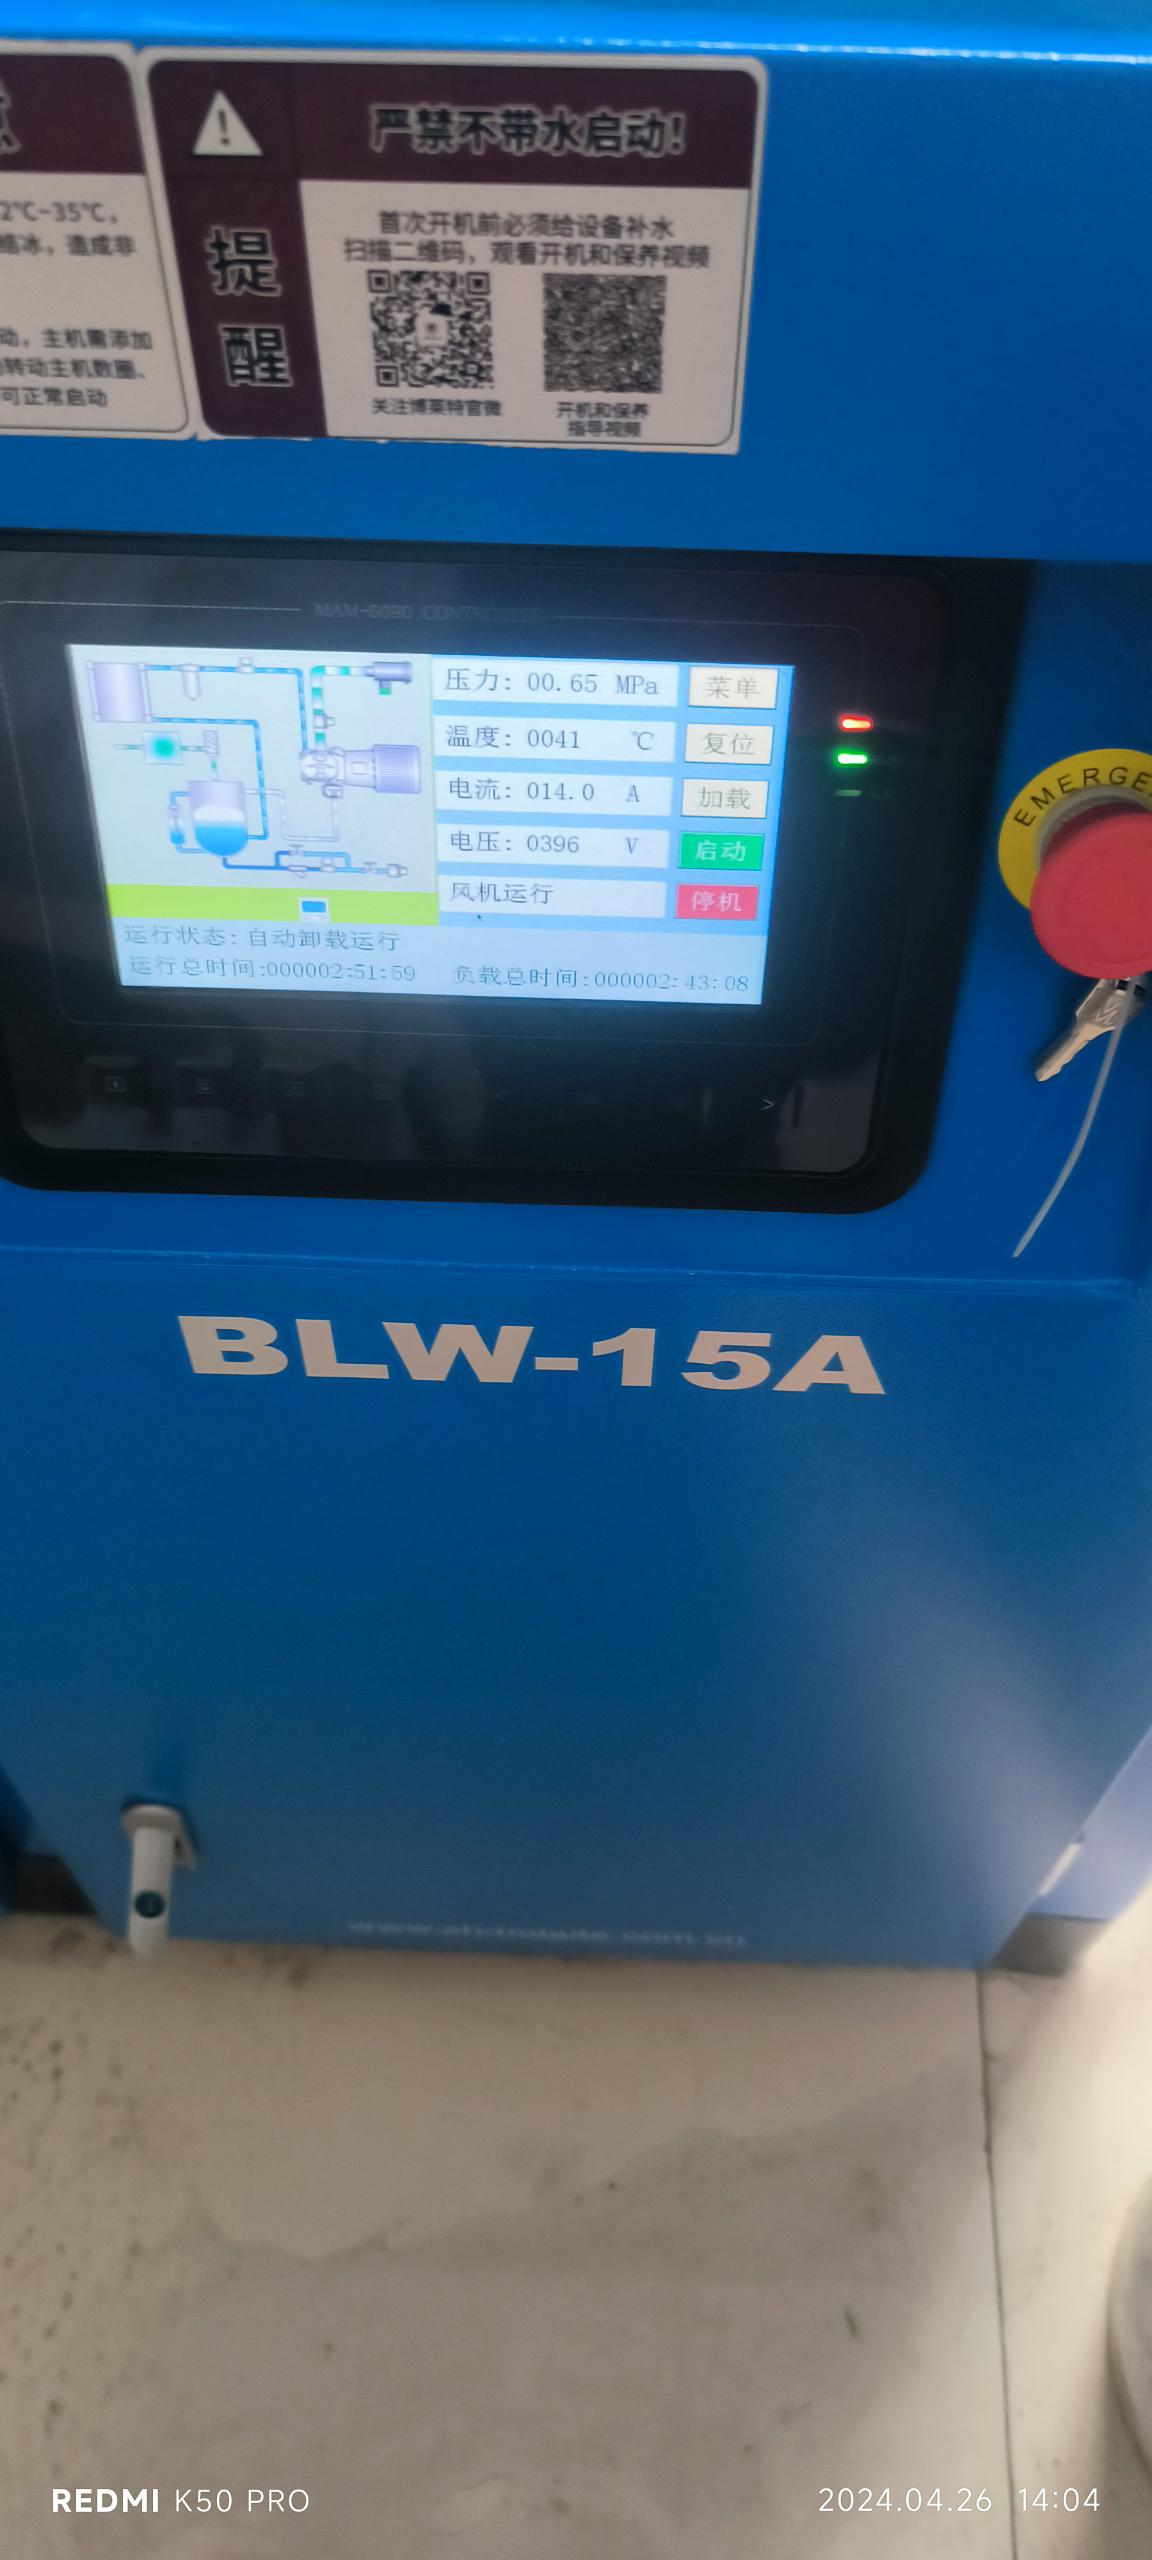 2℃-35℃，
结冰，造成非
动，主机需添加
转动主机数圈、
可正常启动
严禁不带水启动！
提醒
首次开机前必须给设备补水
扫描二维码，观看开机和保养视频
关注博莱特官微
开机和保养
指导视频
MAM-6090 CONTROLLER
压力: 00.65 MPa
菜单
温度: 0041 ℃
复位
电流: 014.0 A
加载
电压: 0396 V
启动
风机运行
停机
运行状态: 自动卸载运行
运行总时间:000002:51:59
负载总时间:000002:43:08
EMERGE
BLW-15A
REDMI K50 PRO
2024.04.26 14:04